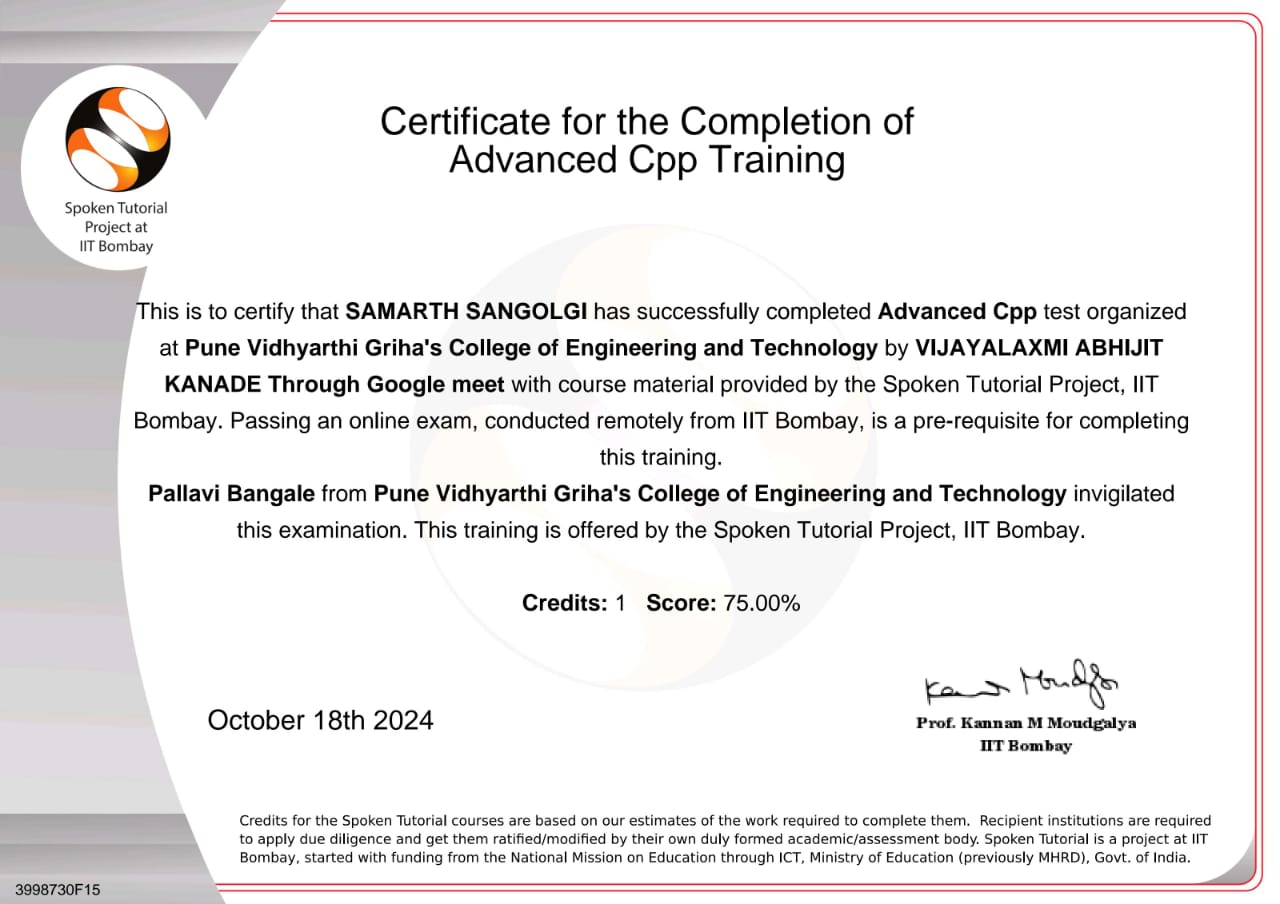 Spoken Tutorial
Project at
IIT Bombay
Certificate for the Completion of
Advanced Cpp Training
This is to certify that SAMARTH SANGOLGI has successfully completed Advanced Cpp test organized
at Pune Vidhyarthi Griha's College of Engineering and Technology by VIJAYALAXMI ABHIJIT
KANADE Through Google meet with course material provided by the Spoken Tutorial Project, IIT
Bombay. Passing an online exam, conducted remotely from IIT Bombay, is a pre-requisite for completing
this training.
Pallavi Bangale from Pune Vidhyarthi Griha's College of Engineering and Technology invigilated
this examination. This training is offered by the Spoken Tutorial Project, IIT Bombay.
Credits: 1 Score: 75.00%
October 18th 2024
Kannan Moudgalya
Prof. Kannan M Moudgalya
IIT Bombay
Credits for the Spoken Tutorial courses are based on our estimates of the work required to complete them. Recipient institutions are required
to apply due diligence and get them ratified/modified by their own duly formed academic/assessment body. Spoken Tutorial is a project at IIT
Bombay, started with funding from the National Mission on Education through ICT, Ministry of Education (previously MHRD), Govt. of India.
3998730F15